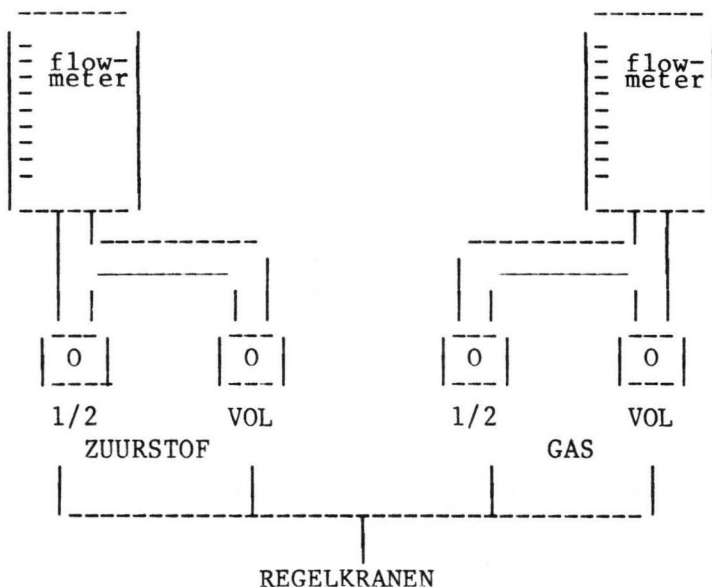 flow-
meter
flow-
meter
O O O O
1/2 VOL 1/2 VOL
ZUURSTOF GAS
REGELKRANEN